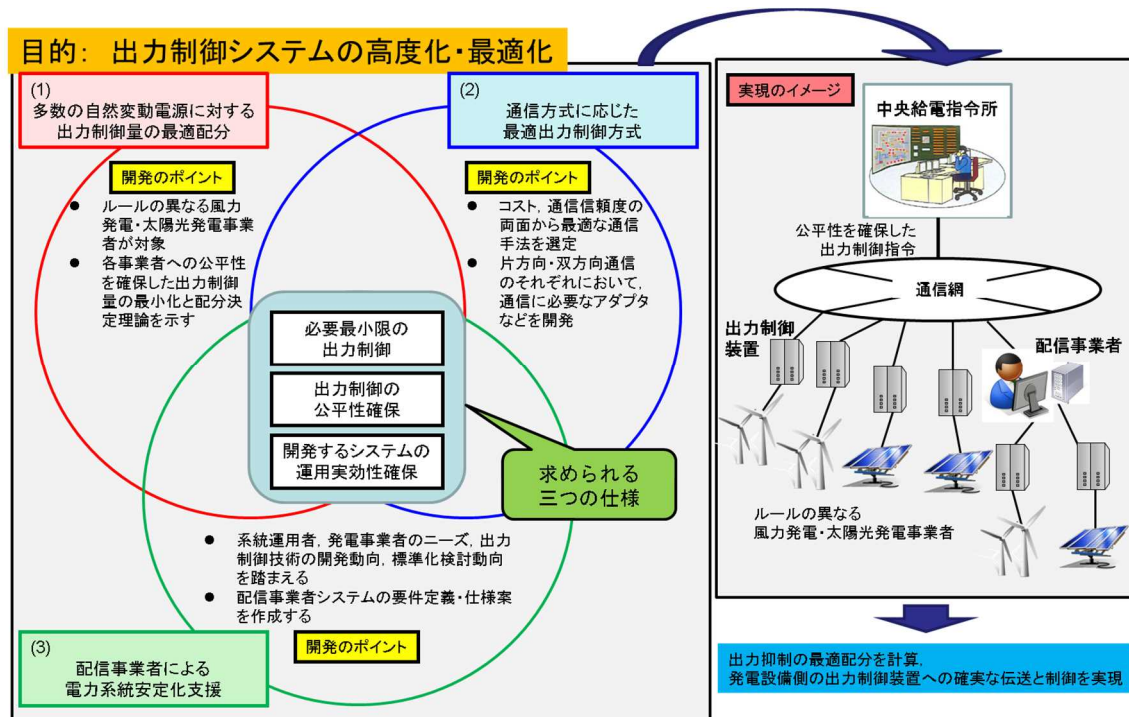 目的： 出力制御システムの高度化・最適化
(1)
多数の自然変動電源に対する
出力制御量の最適配分
開発のポイント
● ルールの異なる風力
発電・太陽光発電事業
者が対象
● 各事業者への公平性
を確保した出力制御
量の最小化と配分決
定理論を示す
(2)
通信方式に応じた
最適出力制御方式
開発のポイント
● コスト，通信信頼度の
両面から最適な通信
手法を選定
● 片方向・双方向通信
のそれぞれにおいて，
通信に必要なアダプタ
などを開発
必要最小限の
出力制御
出力制御の
公平性確保
開発するシステムの
運用実効性確保
求められる
三つの仕様
● 系統運用者，発電事業者のニーズ，出力
制御技術の開発動向，標準化検討動向
を踏まえる
● 配信事業者システムの要件定義・仕様案
を作成する
開発のポイント
(3)
配信事業者による
電力系統安定化支援
実現のイメージ
中央給電指令所
公平性を確保した
出力制御指令
通信網
出力制御
装置
配信事業者
ルールの異なる
風力発電・太陽光発電事業者
出力抑制の最適配分を計算，
発電設備側の出力制御装置への確実な伝送と制御を実現